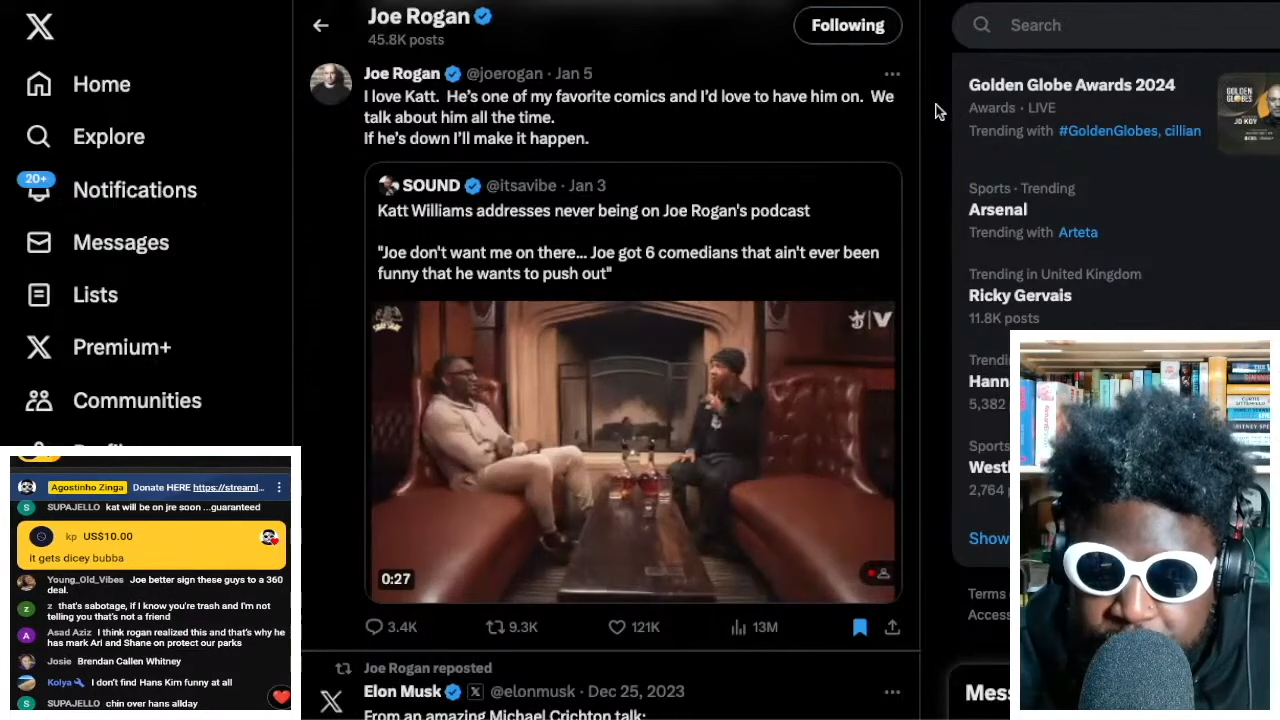 Home
Explore
20+
Notifications
Messages
Lists
Premium+
Communities
Joe Rogan
45.8K posts
Following
Joe Rogan @joerogan · Jan 5
I love Katt. He's one of my favorite comics and I'd love to have him on. We
talk about him all the time.
If he's down I'll make it happen.
SOUND @itsavibe · Jan 3
Katt Williams addresses never being on Joe Rogan's podcast
"Joe don't want me on there... Joe got 6 comedians that ain't ever been
funny that he wants to push out"
0:27
3.4K
9.3K
121K
13M
Joe Rogan reposted
Elon Musk @elonmusk · Dec 25, 2023
From an amazing Michael Crichton talk:
Search
Golden Globe Awards 2024
Awards · LIVE
Trending with #GoldenGlobes, cillian
Sports · Trending
Arsenal
Trending with Arteta
Trending in United Kingdom
Ricky Gervais
11.8K posts
Trendi
Hann
5,382
Sports
Westl
2,764
Show
Terms
Acces
Mess
Agostinho Zinga Donate HERE https://streaml...
SUPAJELLO kat will be on jre soon ...guaranteed
kp US$10.00
it gets dicey bubba
Young_Old_Vibes Joe better sign these guys to a 360
deal.
z that's sabotage, if I know you're trash and I'm not
telling you that's not a friend
Asad Aziz I think rogan realized this and that's why he
has mark Ari and Shane on protect our parks
Josie Brendan Callen Whitney
Kolya I don't find Hans Kim funny at all
SUPAJELLO chin over hans allday